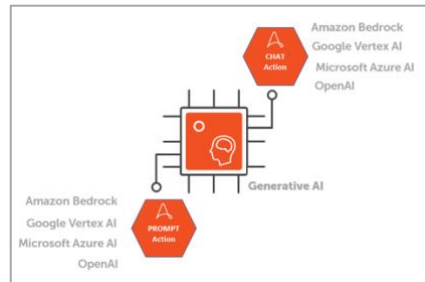 Amazon Bedrock
Google Vertex AI
Microsoft Azure AI
OpenAI
CHAT
Action
Generative AI
Amazon Bedrock
Google Vertex AI
Microsoft Azure AI
OpenAI
PROMPT
Action